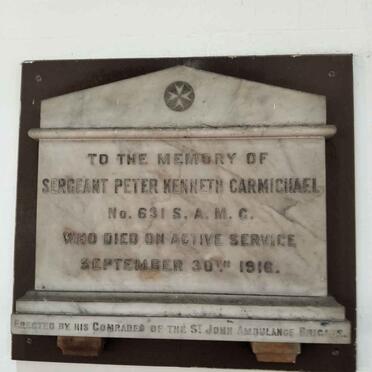 TO THE MEMORY OF
SERGEANT PETER KENNETH CARMICHAEL
No. 631 S. A. M. C.
WHO DIED ON ACTIVE SERVICE
SEPTEMBER 30TH 1916.
ERECTED BY HIS COMRADES OF THE ST JOHN AMBULANCE BRIGADE.